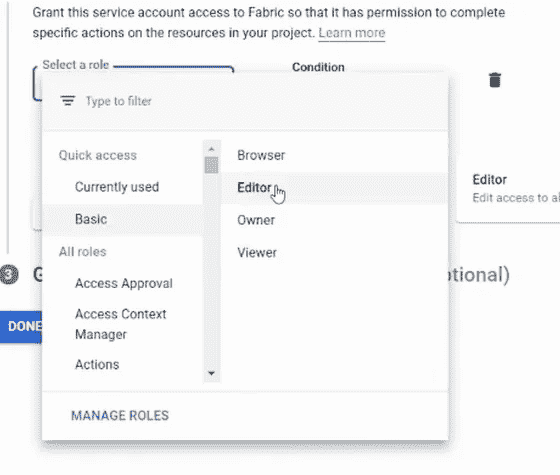 Grant this service account access to Fabric so that it has permission to complete
specific actions on the resources in your project. Learn more
Select a role
Condition
Type to filter
Quick access
Currently used
Basic
All roles
Access Approval
Access Context
Manager
Actions
Browser
Editor
Owner
Viewer
Editor
Edit access to al
3 G
tional)
DONE
MANAGE ROLES